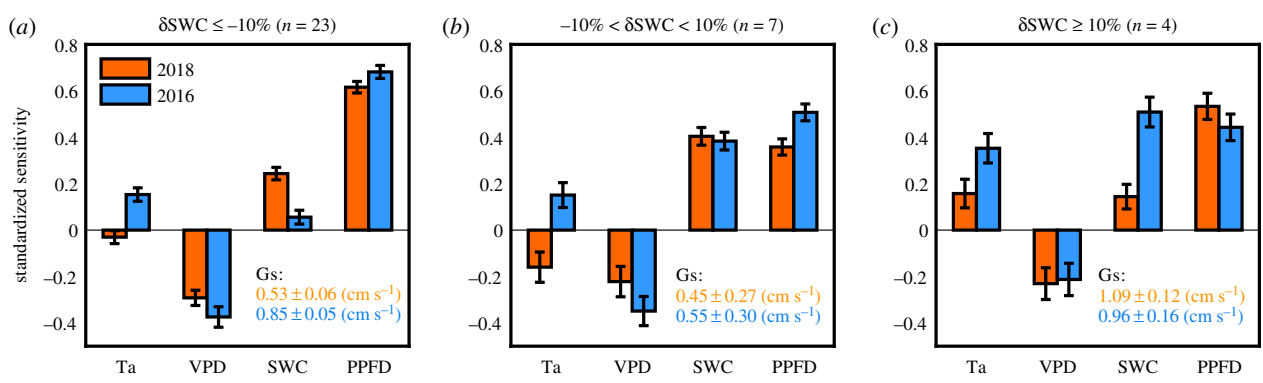 (a)
δSWC ≤ –10% (n = 23)
0.8
0.6
0.4
0.2
0
–0.2
–0.4
standardized sensitivity
2018
2016
Gs:
0.53 ± 0.06 (cm s⁻¹)
0.85 ± 0.05 (cm s⁻¹)
Ta VPD SWC PPFD
(b)
–10% < δSWC < 10% (n = 7)
0.8
0.6
0.4
0.2
0
–0.2
–0.4
Gs:
0.45 ± 0.27 (cm s⁻¹)
0.55 ± 0.30 (cm s⁻¹)
Ta VPD SWC PPFD
(c)
δSWC ≥ 10% (n = 4)
0.8
0.6
0.4
0.2
0
–0.2
–0.4
Gs:
1.09 ± 0.12 (cm s⁻¹)
0.96 ± 0.16 (cm s⁻¹)
Ta VPD SWC PPFD